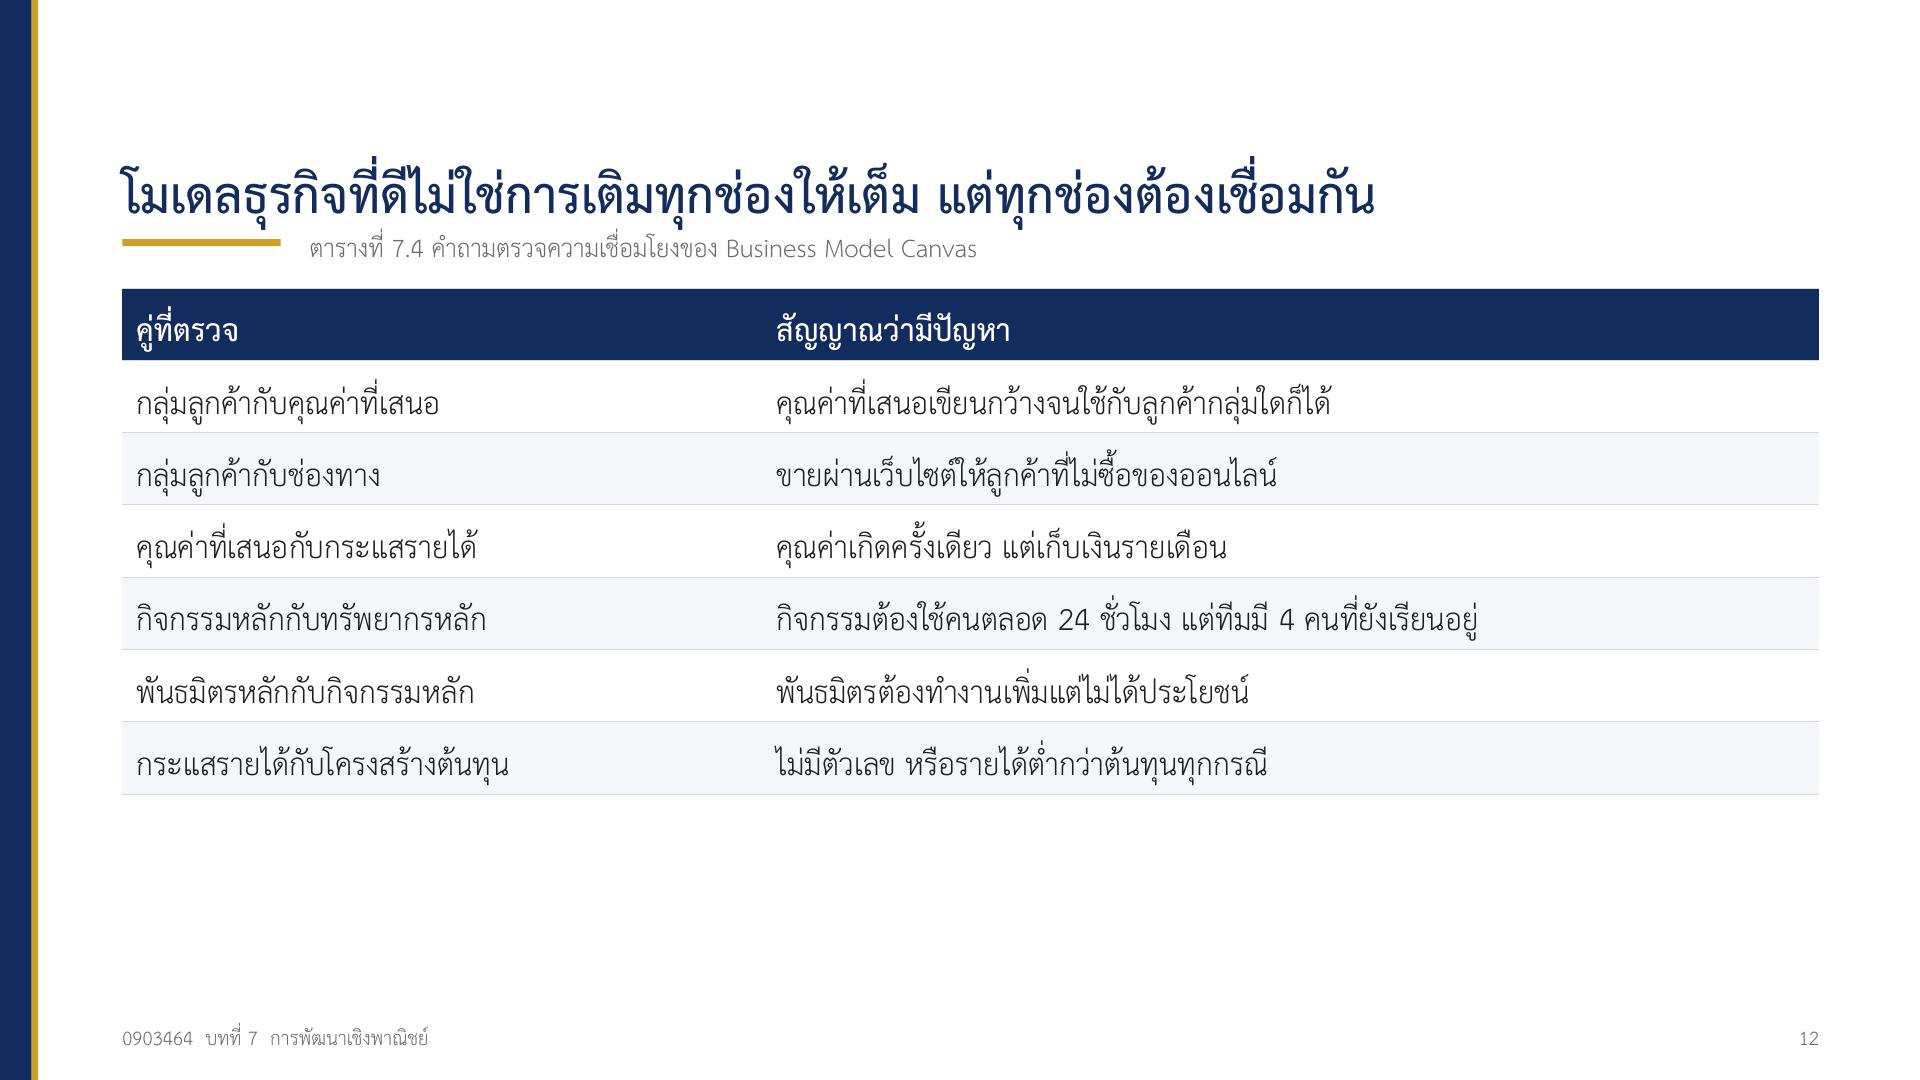 โมเดลธุรกิจที่ดีไม่ใช่การเติมทุกช่องให้เต็ม แต่ทุกช่องต้องเชื่อมกัน
ตารางที่ 7.4 คำถามตรวจความเชื่อมโยงของ Business Model Canvas
คู่ที่ตรวจ สัญญาณว่ามีปัญหา
กลุ่มลูกค้ากับคุณค่าที่เสนอ คุณค่าที่เสนอเขียนกว้างจนใช้กับลูกค้ากลุ่มใดก็ได้
กลุ่มลูกค้ากับช่องทาง ขายผ่านเว็บไซต์ให้ลูกค้าที่ไม่ซื้อของออนไลน์
คุณค่าที่เสนอกับกระแสรายได้ คุณค่าเกิดครั้งเดียว แต่เก็บเงินรายเดือน
กิจกรรมหลักกับทรัพยากรหลัก กิจกรรมต้องใช้คนตลอด 24 ชั่วโมง แต่ทีมมี 4 คนที่ยังเรียนอยู่
พันธมิตรหลักกับกิจกรรมหลัก พันธมิตรต้องทำงานเพิ่มแต่ไม่ได้ประโยชน์
กระแสรายได้กับโครงสร้างต้นทุน ไม่มีตัวเลข หรือรายได้ต่ำกว่าต้นทุนทุกกรณี
0903464 บทที่ 7 การพัฒนาเชิงพาณิชย์ 12